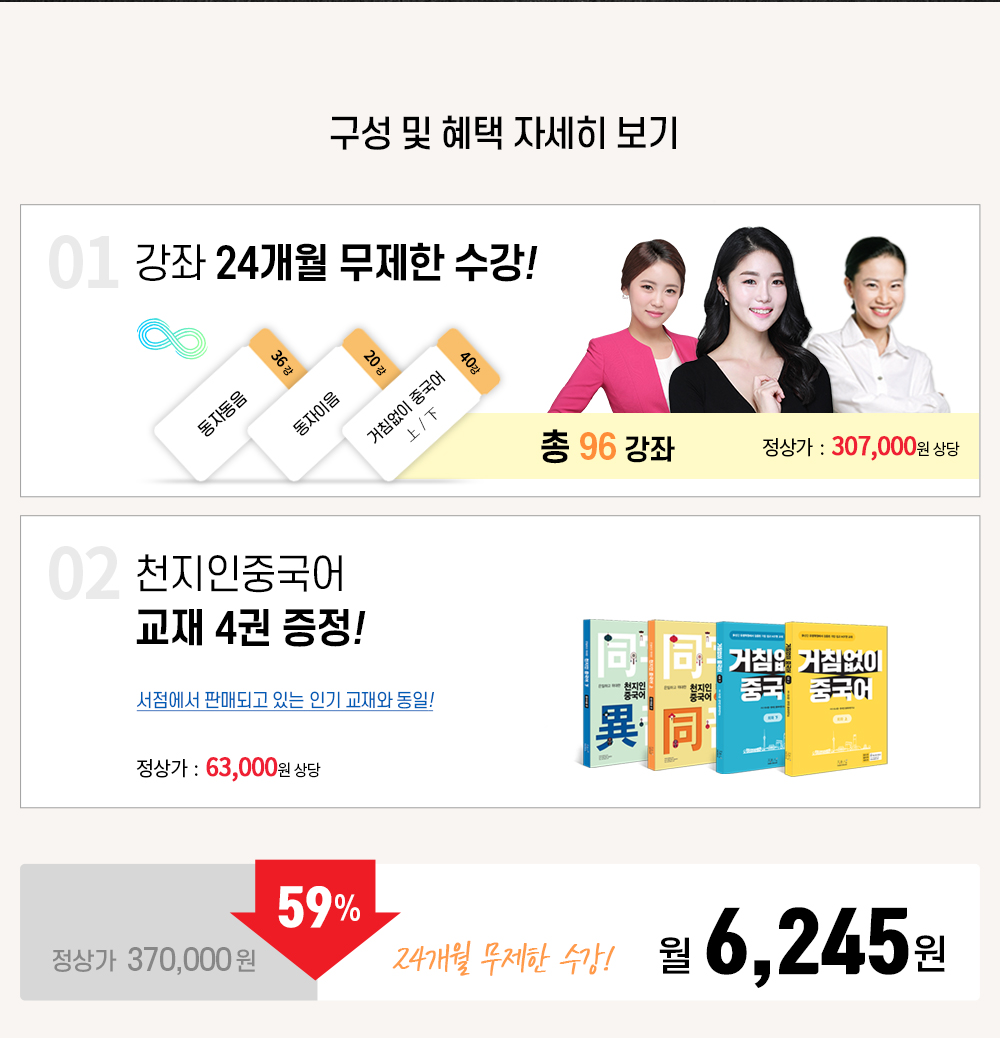 구성 및 혜택 자세히 보기
01 강좌 24개월 무제한 수강!
동자동음 36강
동자이음 20강
거침없이 중국어 上 / 下 40강
총 96 강좌
정상가 : 307,000원 상당
02 천지인중국어
교재 4권 증정!
서점에서 판매되고 있는 인기 교재와 동일!
정상가 : 63,000원 상당
同
천지인
중국어
異
同
천지인
중국어
同
거침없이
중국어
거침없이
중국어
59%
정상가 370,000원
24개월 무제한 수강!
월 6,245원